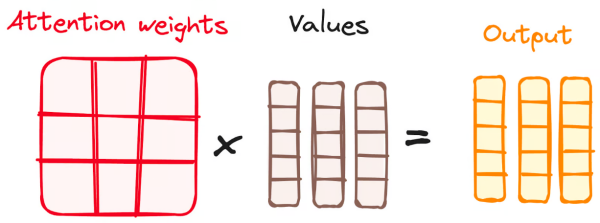 Attention weights
Values
Output
×
=